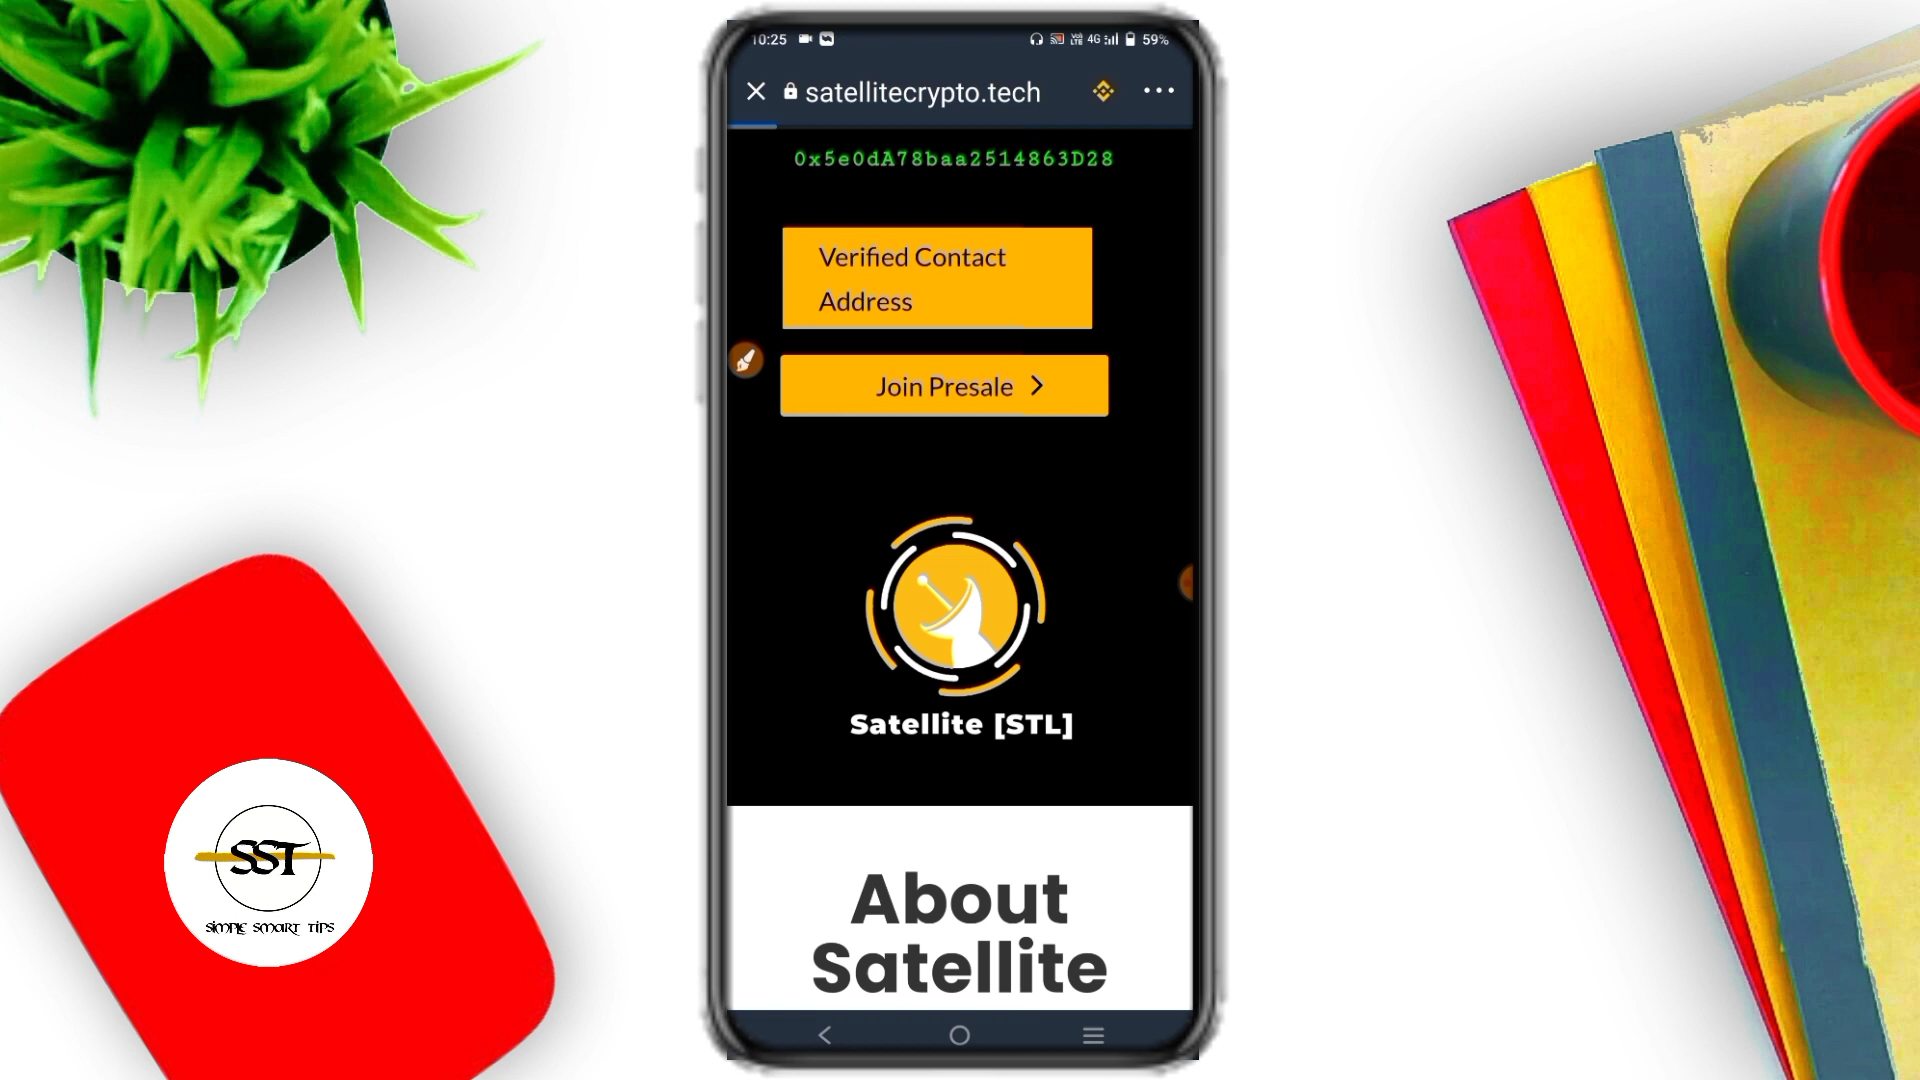 10:25
4G 59%
satellitecrypto.tech
0x5e0dA78baa2514863D28
Verified Contact
Address
Join Presale
Satellite [STL]
About
Satellite
SST
SIMPLE SMART TIPS